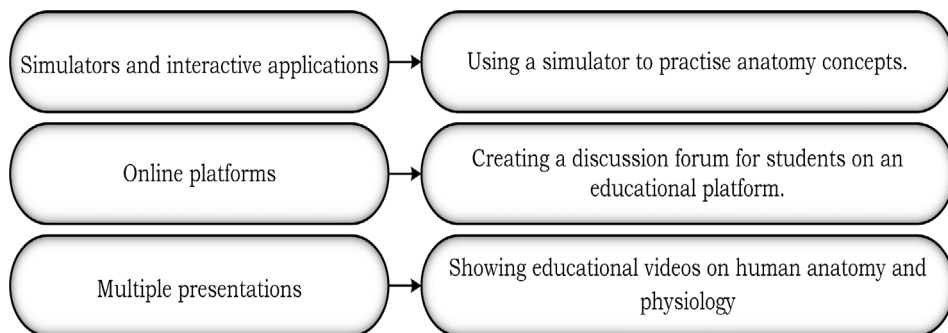 Simulators and interactive applications
Using a simulator to practise anatomy concepts.
Online platforms
Creating a discussion forum for students on an
educational platform.
Multiple presentations
Showing educational videos on human anatomy and
physiology